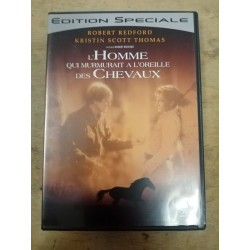 EDITION SPECIALE
ROBERT REDFORD
KRISTIN SCOTT THOMAS
L'HOMME
QUI MURMURAIT A L'OREILLE
DES CHEVAUX